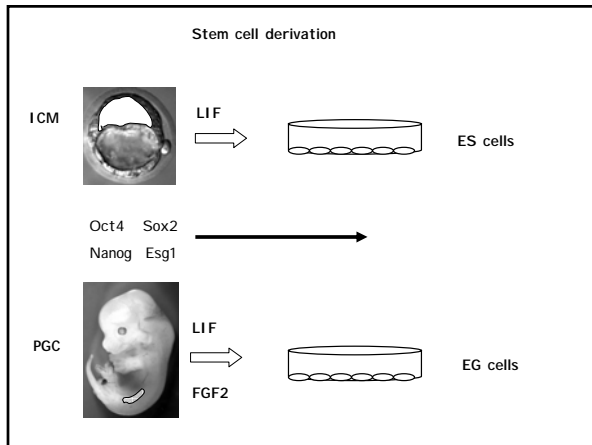 Stem cell derivation
ICM
LIF
ES cells
Oct4 Sox2
Nanog Esg1
PGC
LIF
FGF2
EG cells